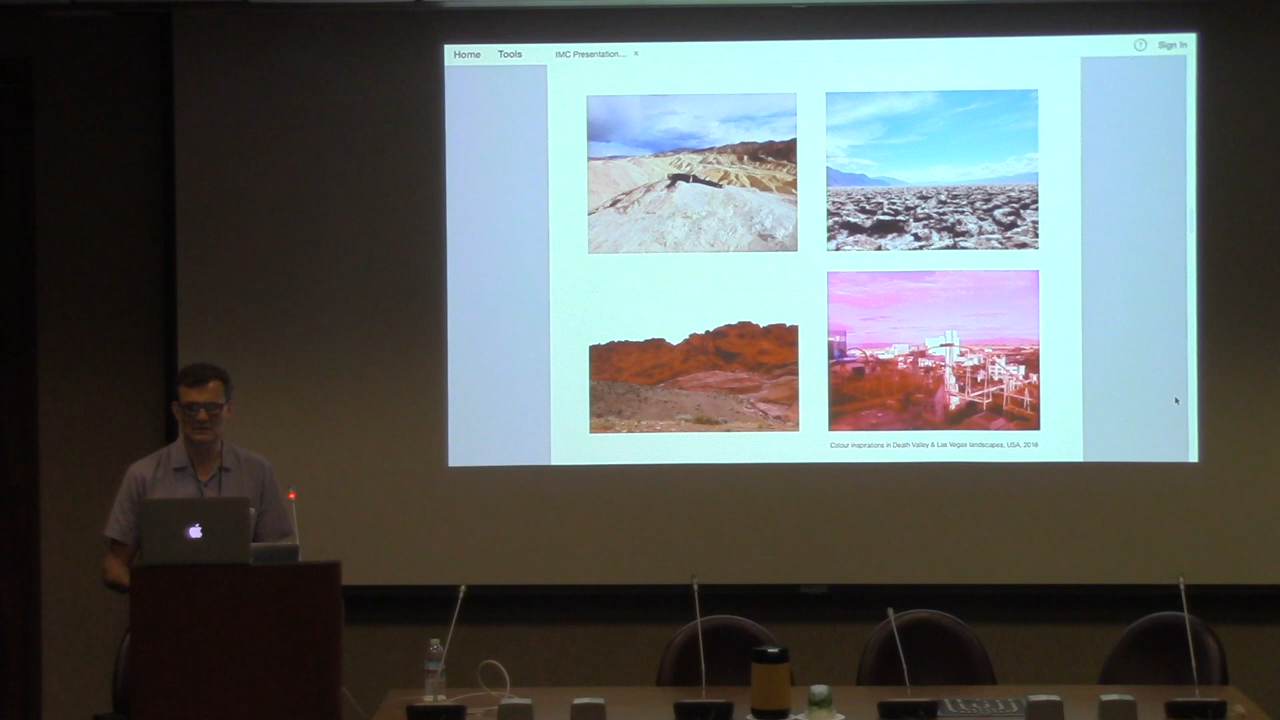 Home Tools IMC Presentation.... × ? Sign In
Colour inspirations in Death Valley & Las Vegas landscapes, USA, 2016